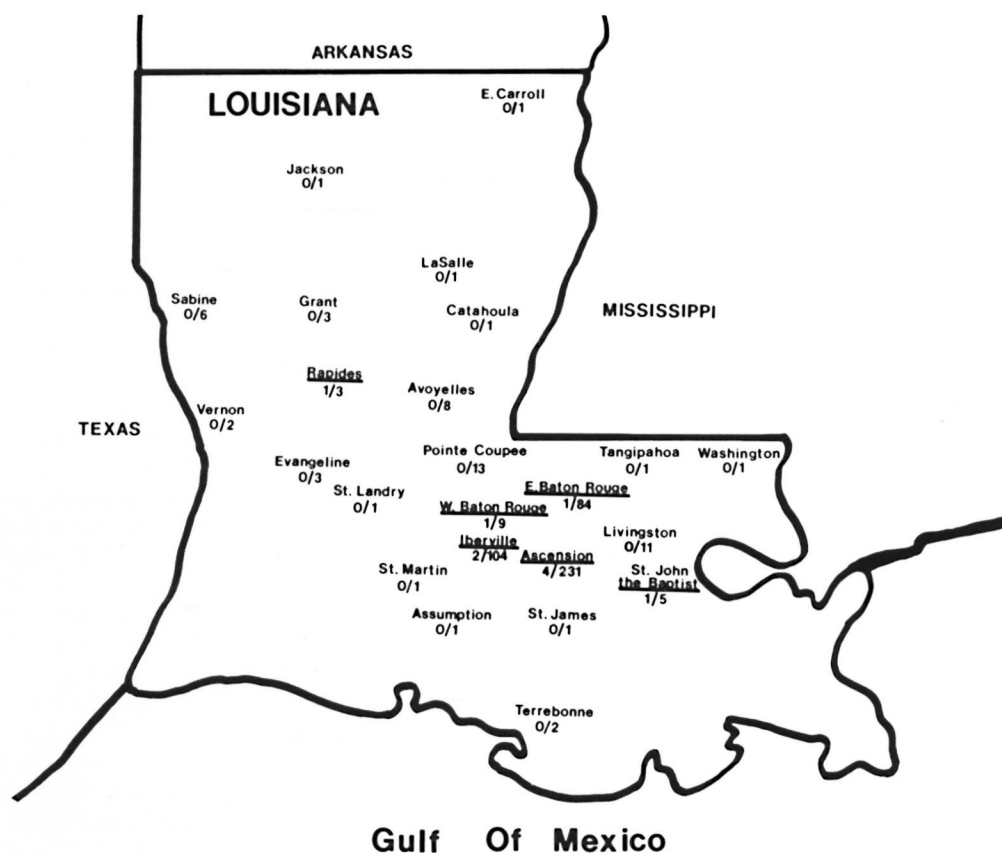 ARKANSAS
LOUISIANA
E. Carroll
0/1
Jackson
0/1
LaSalle
0/1
Sabine
0/6
Grant
0/3
Catahoula
0/1
MISSISSIPPI
Rapides
1/3
Avoyelles
0/8
Vernon
0/2
TEXAS
Pointe Coupee
0/13
Tangipahoa
0/1
Washington
0/1
Evangeline
0/3
St. Landry
0/1
E. Baton Rouge
1/84
W. Baton Rouge
1/9
Livingston
0/11
Iberville
2/104
Ascension
4/231
St. Martin
0/1
St. John
the Baptist
1/5
Assumption
0/1
St. James
0/1
Terrebonne
0/2
Gulf Of Mexico